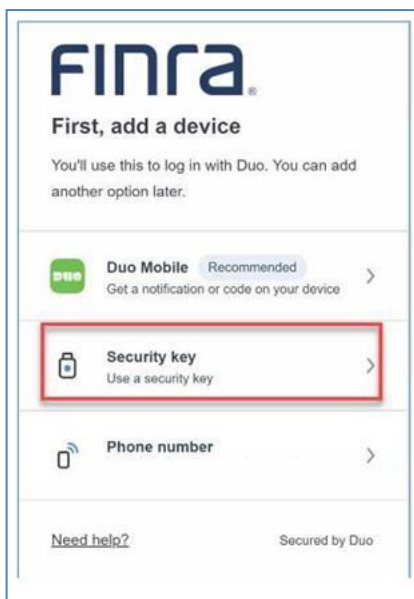 FINra®
First, add a device
You'll use this to log in with Duo. You can add
another option later.
DUO
Duo Mobile Recommended
Get a notification or code on your device
Security key
Use a security key
Phone number
Need help? Secured by Duo